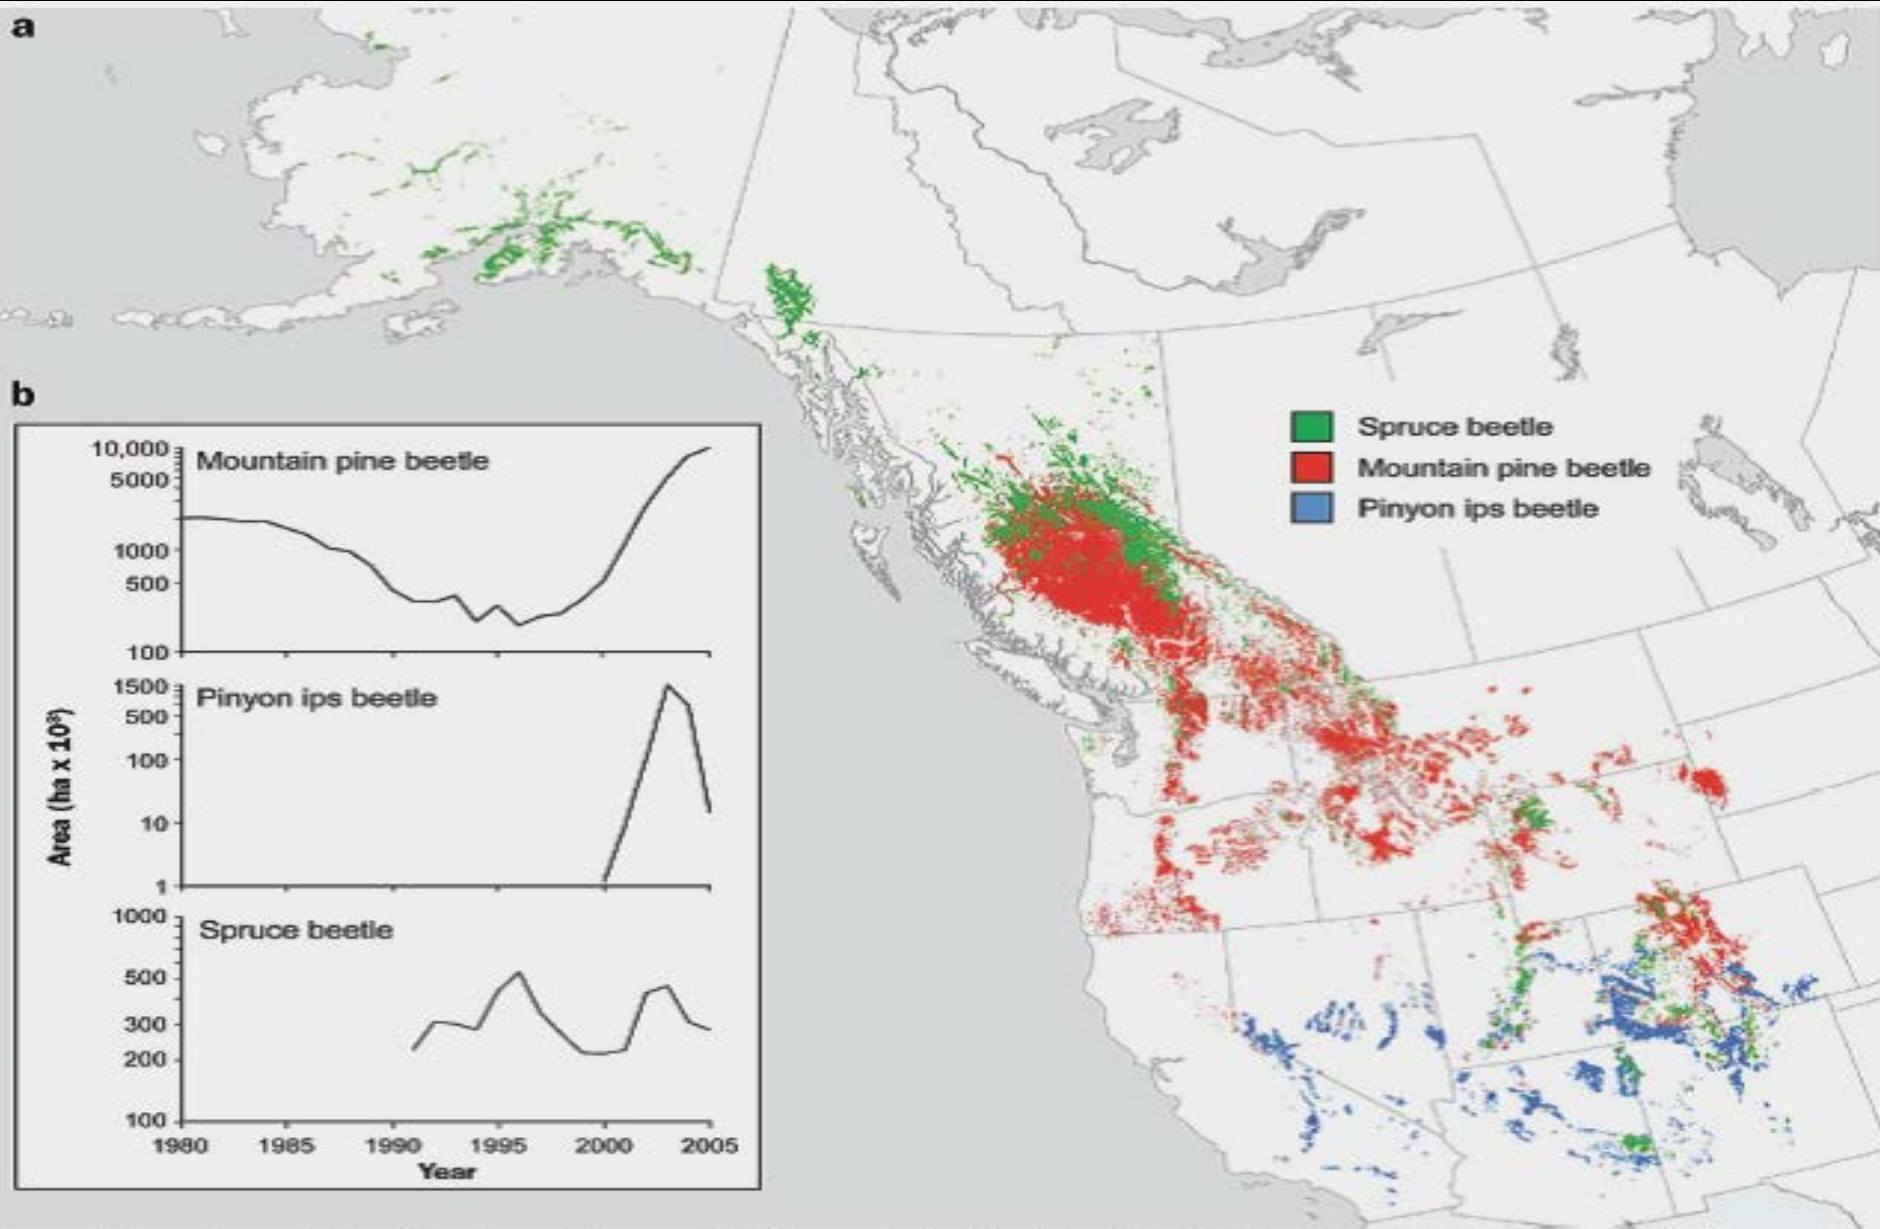 a
Spruce beetle
Mountain pine beetle
Pinyon ips beetle
b
Area (ha x 10³)
Mountain pine beetle
10,000
5000
1000
500
100
Pinyon ips beetle
1500
500
100
10
1
Spruce beetle
1000
500
300
200
100
1980 1985 1990 1995 2000 2005
Year